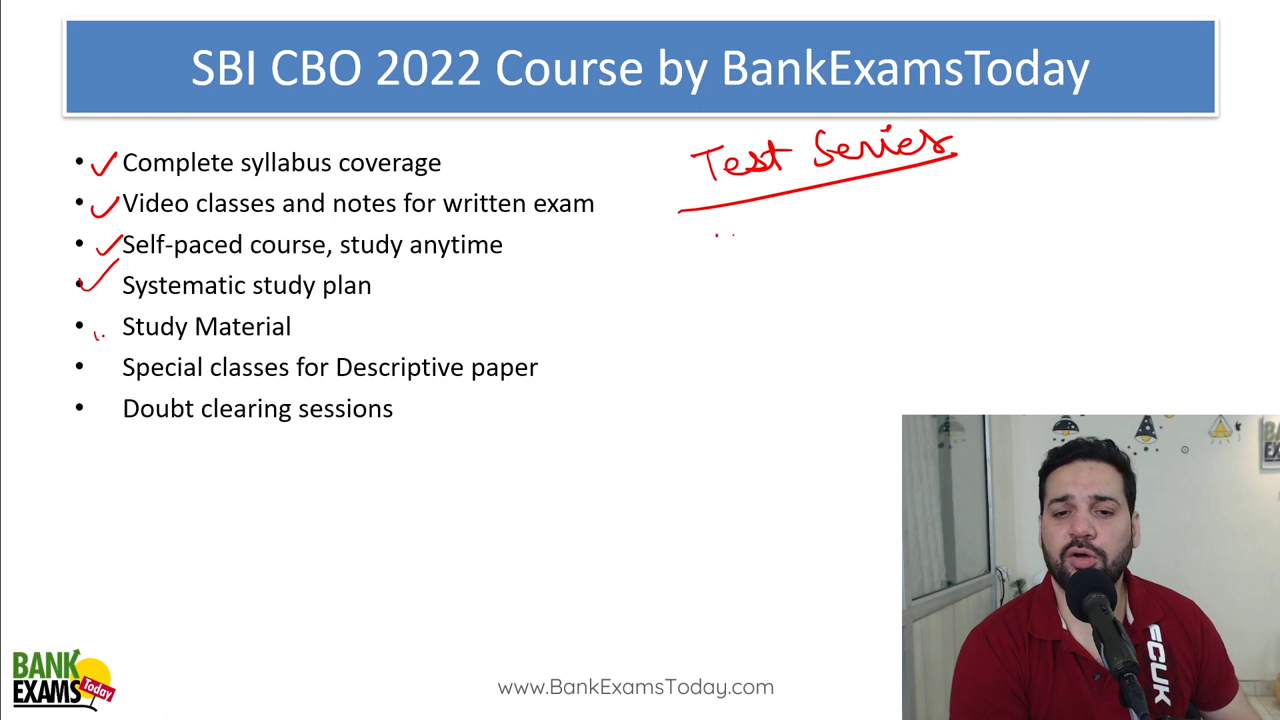 SBI CBO 2022 Course by BankExamsToday
• Complete syllabus coverage
• Video classes and notes for written exam
• Self-paced course, study anytime
• Systematic study plan
• Study Material
• Special classes for Descriptive paper
• Doubt clearing sessions
Test Series
FCUK
BANK
EXAMS
Today
www.BankExamsToday.com